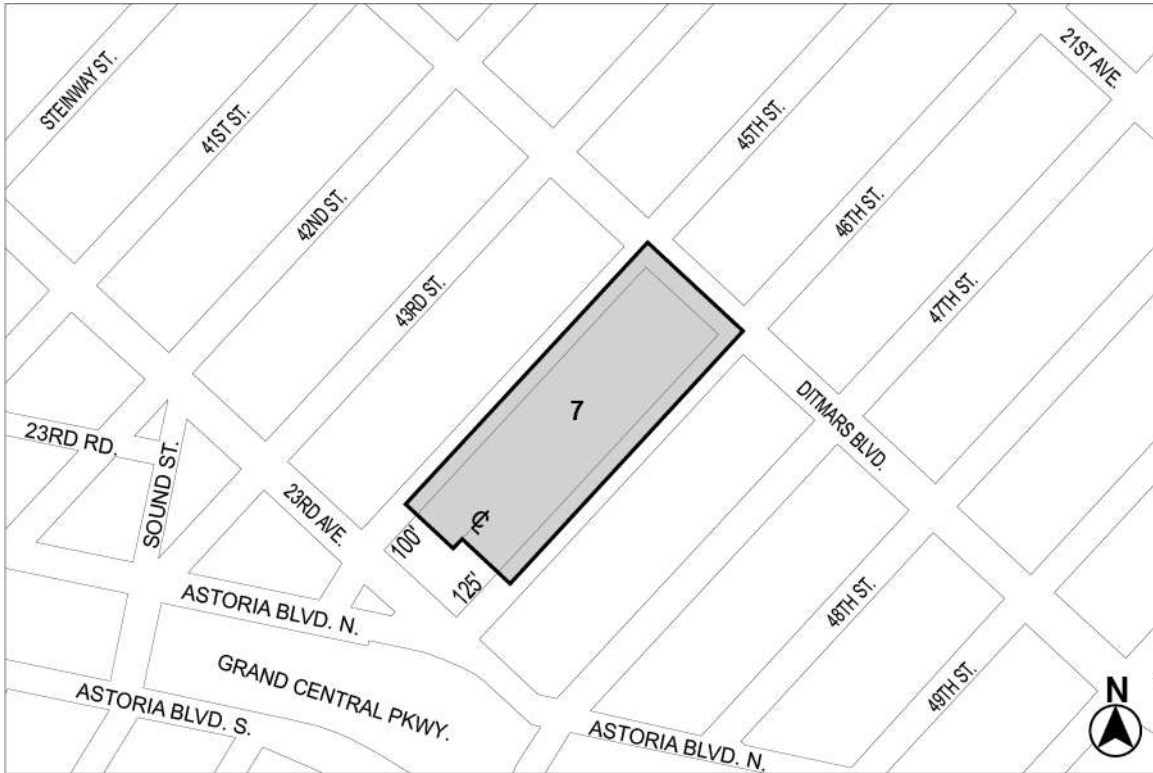 STEINWAY ST.
41ST ST.
42ND ST.
43RD ST.
45TH ST.
46TH ST.
47TH ST.
21ST AVE.
DITMARS BLVD.
7
℄
100'
125'
23RD RD.
SOUND ST.
23RD AVE.
ASTORIA BLVD. N.
GRAND CENTRAL PKWY.
ASTORIA BLVD. S.
ASTORIA BLVD. N.
48TH ST.
49TH ST.
N